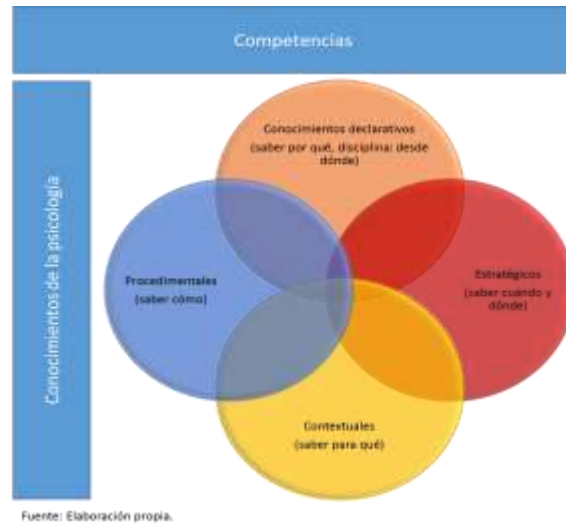 Competencias
Conocimientos de la psicología
Conocimientos declarativos
(saber por qué, disciplina: desde
dónde)
Procedimentales
(saber cómo)
Estratégicos
(saber cuándo y
dónde)
Contextuales
(saber para qué)
Fuente: Elaboración propia.